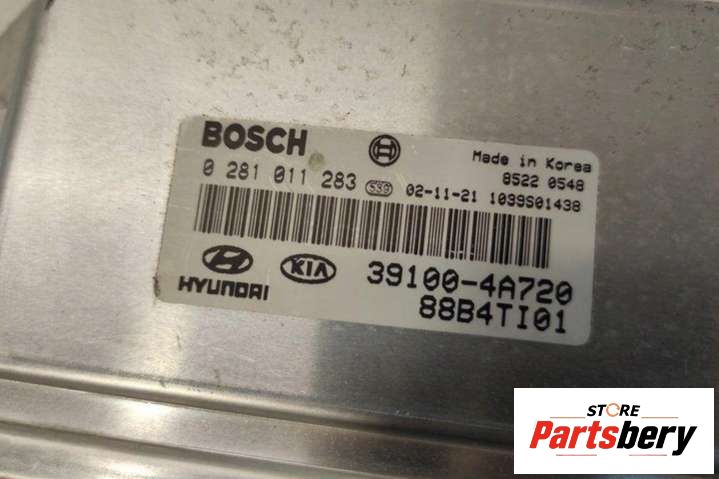 BOSCH
Made in Korea
8522 0548
0 281 011 283 S39 02-11-21 1039S01438
HYUNDAI
KIA
39100-4A720
88B4TI01
STORE
Partsbery